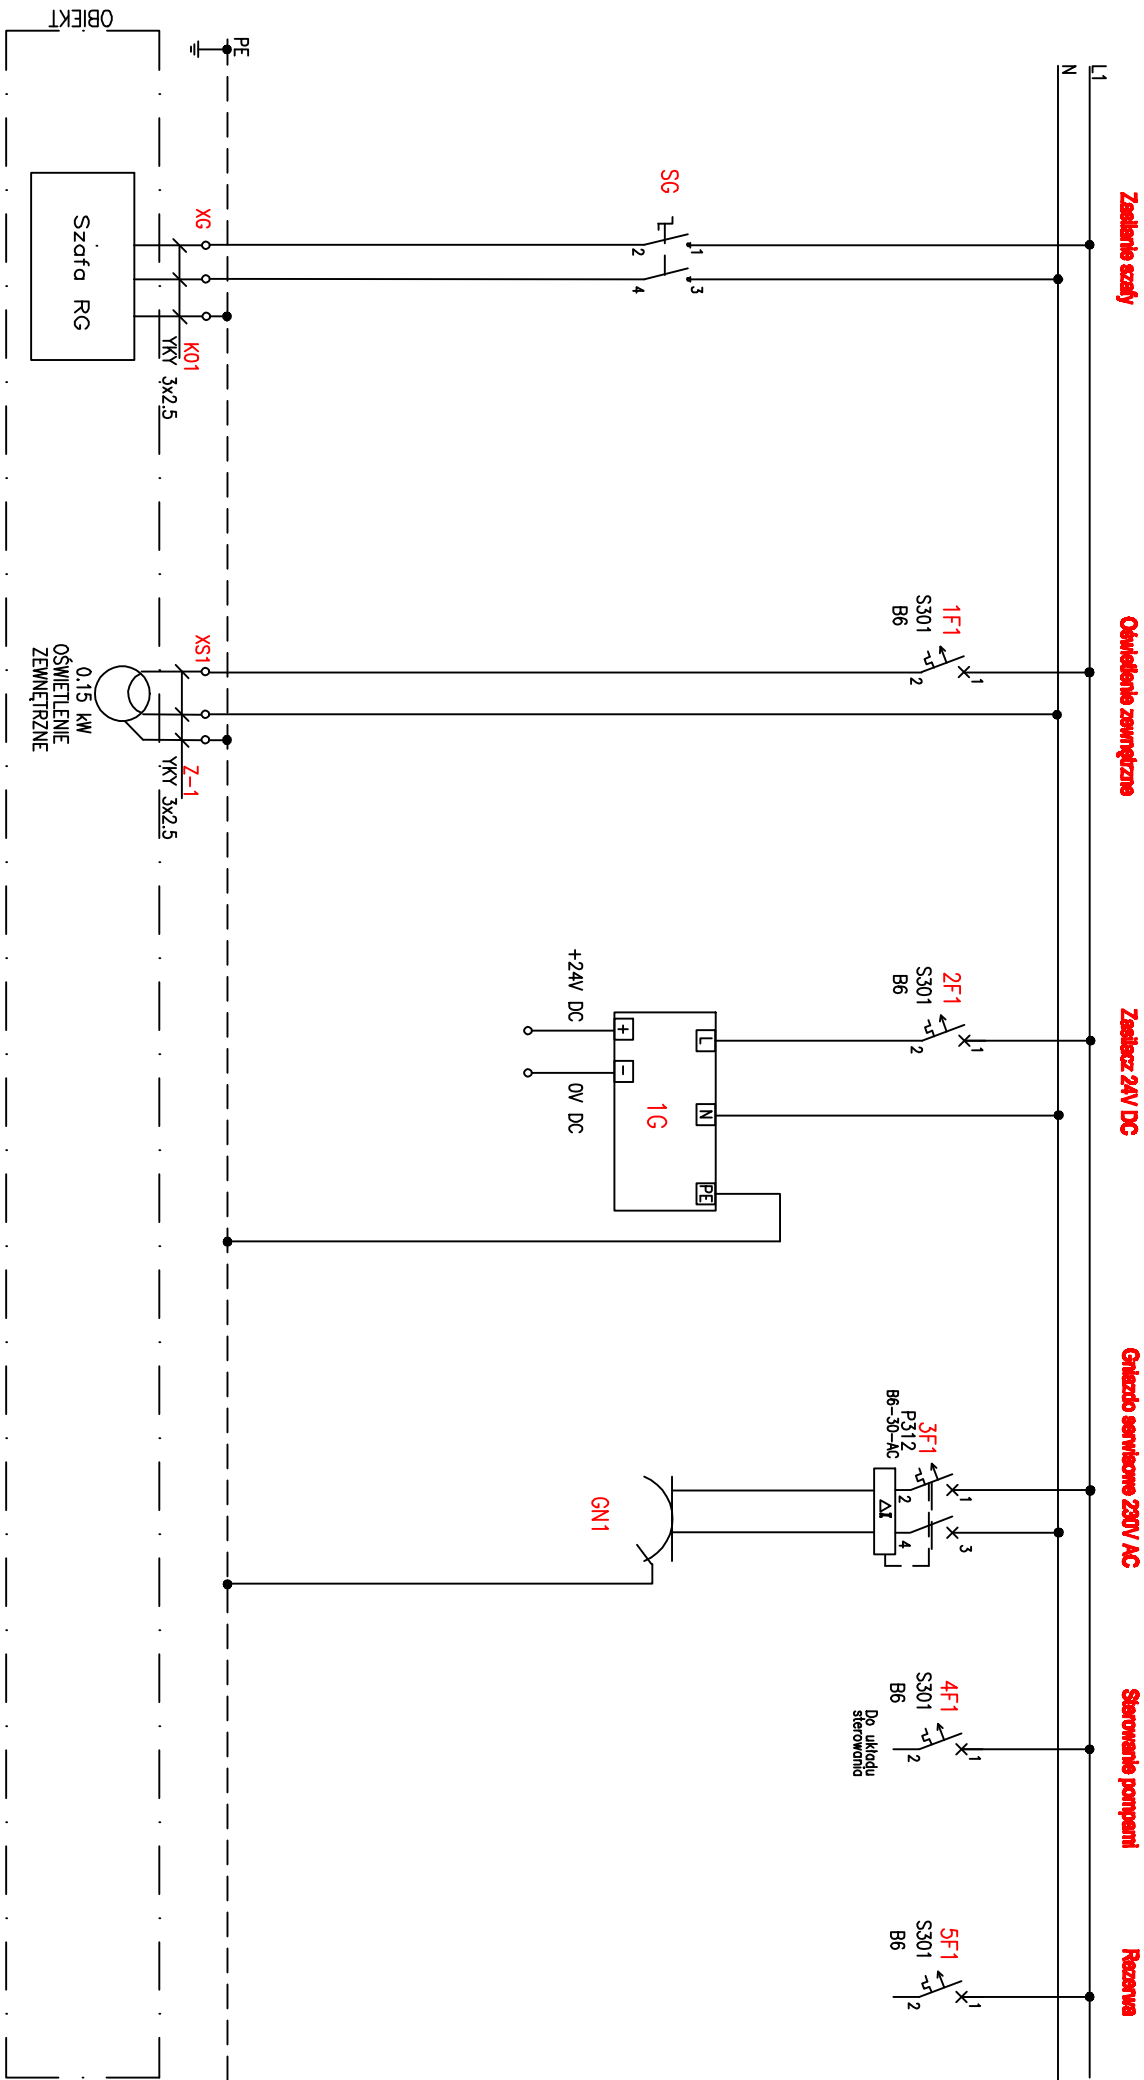 Zasilanie szafy
Oświetlenie zewnętrzne
Zasilacz 24V DC
Gniazdo serwisowe 230V AC
Sterowanie pompami
Rezerwa
L1
N
SG
1
2
3
4
XG
K01
YKY 3x2.5
Szafa RG
1F1
S301
B6
1
2
XS1
Z-1
YKY 3x2.5
0.15 kW
OŚWIETLENIE
ZEWNĘTRZNE
2F1
S301
B6
1
2
L
N
PE
1G
+
-
+24V DC
0V DC
3F1
P312
B6-30-AC
1
2
3
4
ΔI
GN1
4F1
S301
B6
1
2
Do układu
sterowania
5F1
S301
B6
1
2
PE
OBIEKT